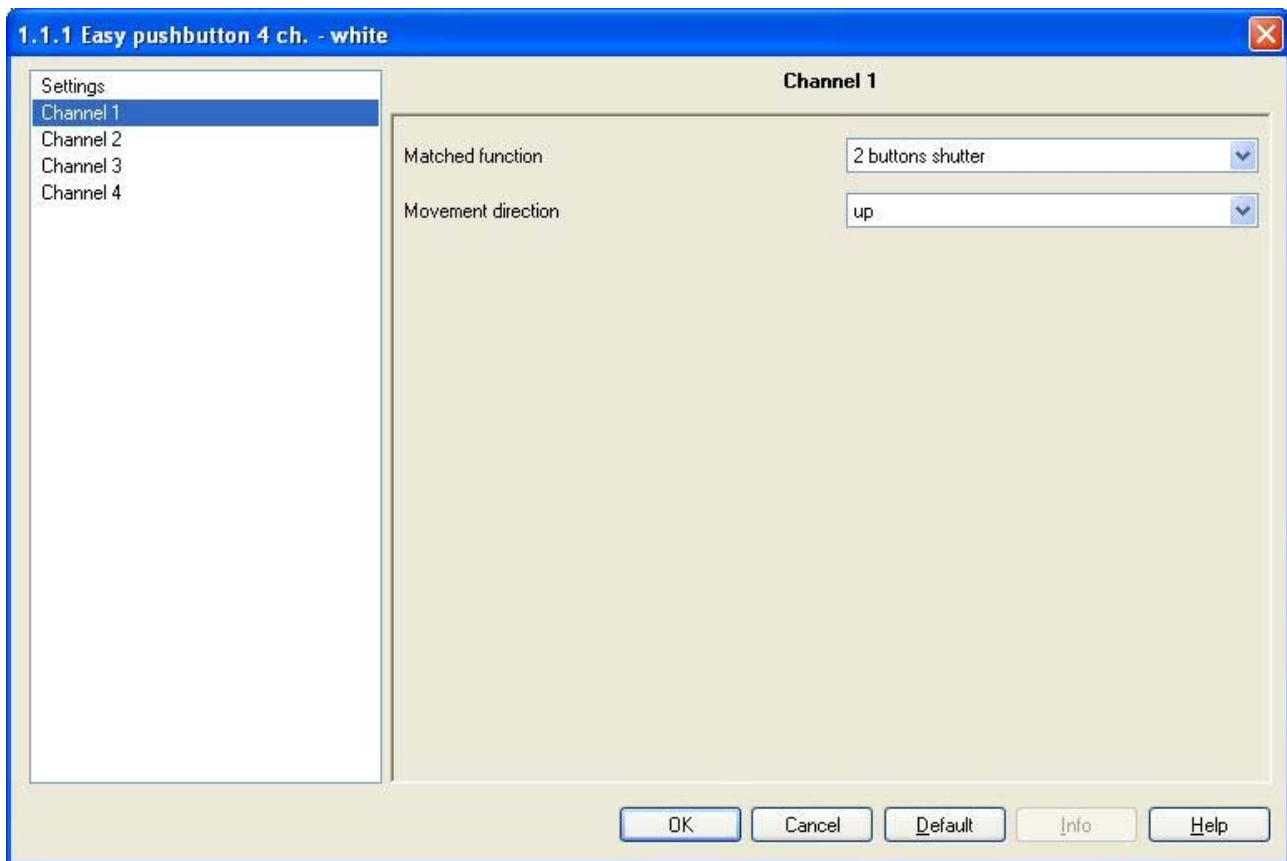 1.1.1 Easy pushbutton 4 ch. - white
Settings
Channel 1
Channel 2
Channel 3
Channel 4
Channel 1
Matched function
2 buttons shutter
Movement direction
up
OK
Cancel
Default
Info
Help